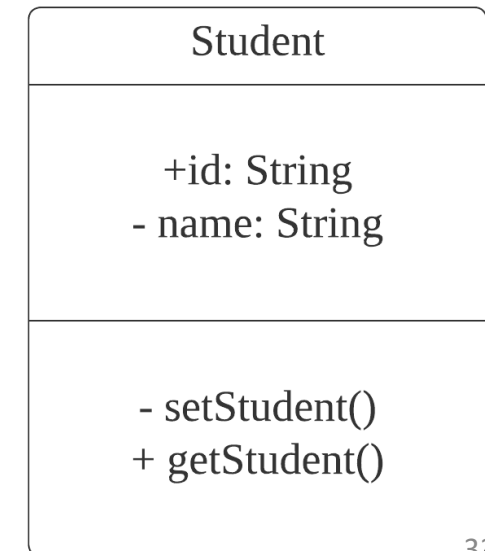 Student
+id: String
- name: String
- setStudent()
+ getStudent()